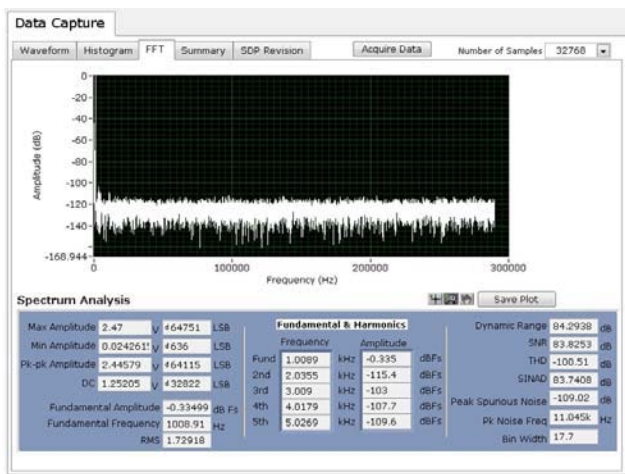 Data Capture
Waveform Histogram FFT Summary SDP Revision Acquire Data Number of Samples 32768
0
-20
-40
-60
-80
-100
-120
-140
-168.944
Amplitude (dB)
0 100000 200000 300000
Frequency (Hz)
Spectrum Analysis Save Plot
Max Amplitude 2.47 V 64751 LSB
Min Amplitude 0.0242615 V 636 LSB
Pk-pk Amplitude 2.44579 V 64115 LSB
DC 1.25205 V 32822 LSB
Fundamental Amplitude -0.33499 dB Fs
Fundamental Frequency 1008.91 Hz
RMS 1.72918
Fundamental & Harmonics
Frequency Amplitude
Fund 1.0089 kHz -0.335 dBFs
2nd 2.0355 kHz -115.4 dBFs
3rd 3.009 kHz -103 dBFs
4th 4.0179 kHz -107.7 dBFs
5th 5.0269 kHz -109.6 dBFs
Dynamic Range 84.2938 dB
SNR 83.8253 dB
THD -100.51 dB
SINAD 83.7408 dB
Peak Spurious Noise -109.02 dB
Pk Noise Freq 11.045k Hz
Bin Width 17.7